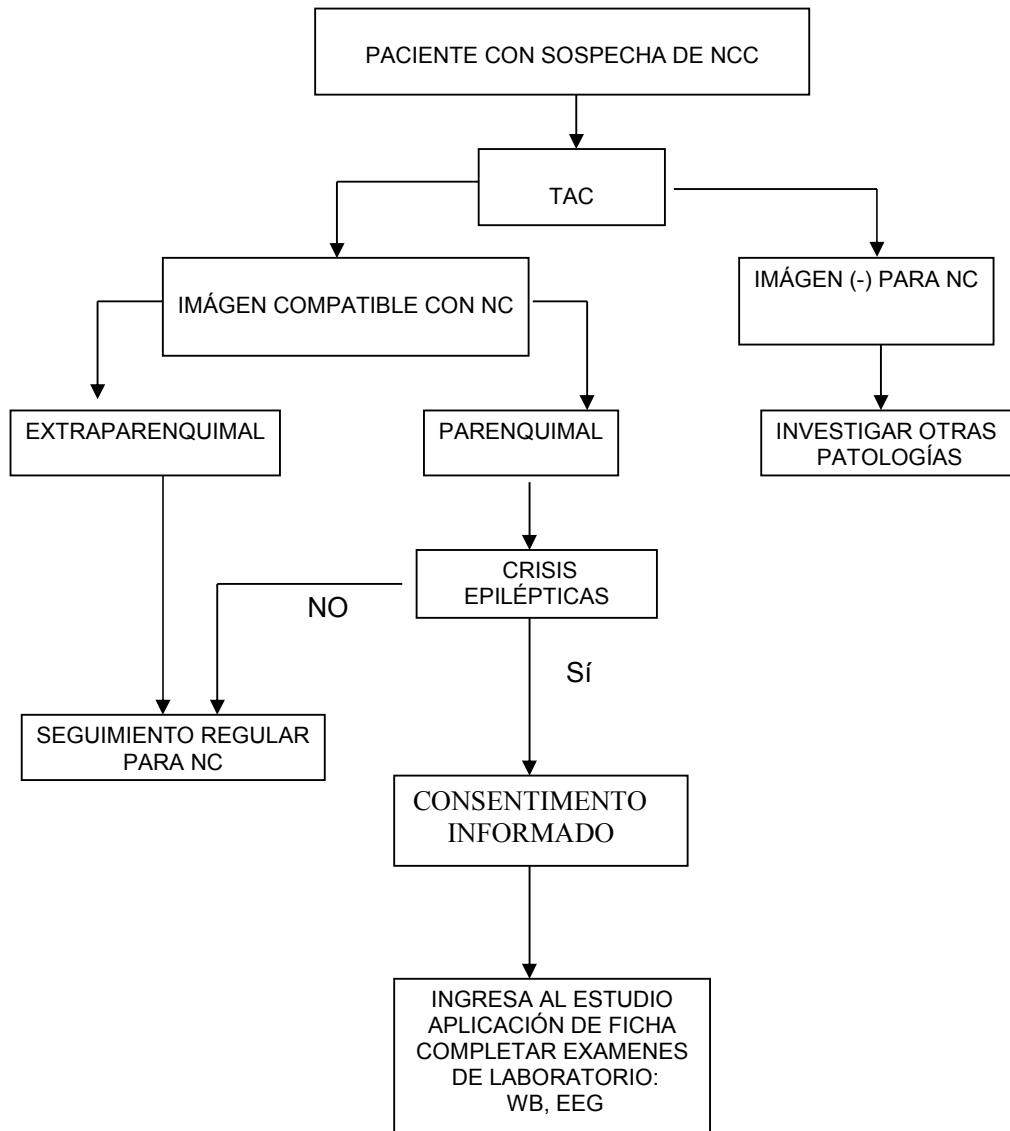 PACIENTE CON SOSPECHA DE NCC
TAC
IMÁGEN COMPATIBLE CON NC
IMÁGEN (-) PARA NC
EXTRAPARENQUIMAL
PARENQUIMAL
INVESTIGAR OTRAS
PATOLOGÍAS
CRISIS
EPILÉPTICAS
NO
Sí
SEGUIMIENTO REGULAR
PARA NC
CONSENTIMENTO
INFORMADO
INGRESA AL ESTUDIO
APLICACIÓN DE FICHA
COMPLETAR EXAMENES
DE LABORATORIO:
WB, EEG